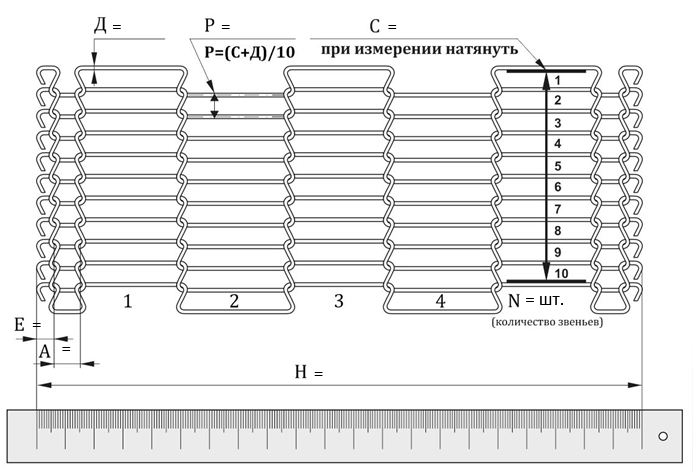 Д =
Р =
С =
Р=(С+Д)/10
при измерении натянуть
1
2
3
4
5
6
7
8
9
10
1 2 3 4 N = шт.
(количество звеньев)
Е =
А =
Н =